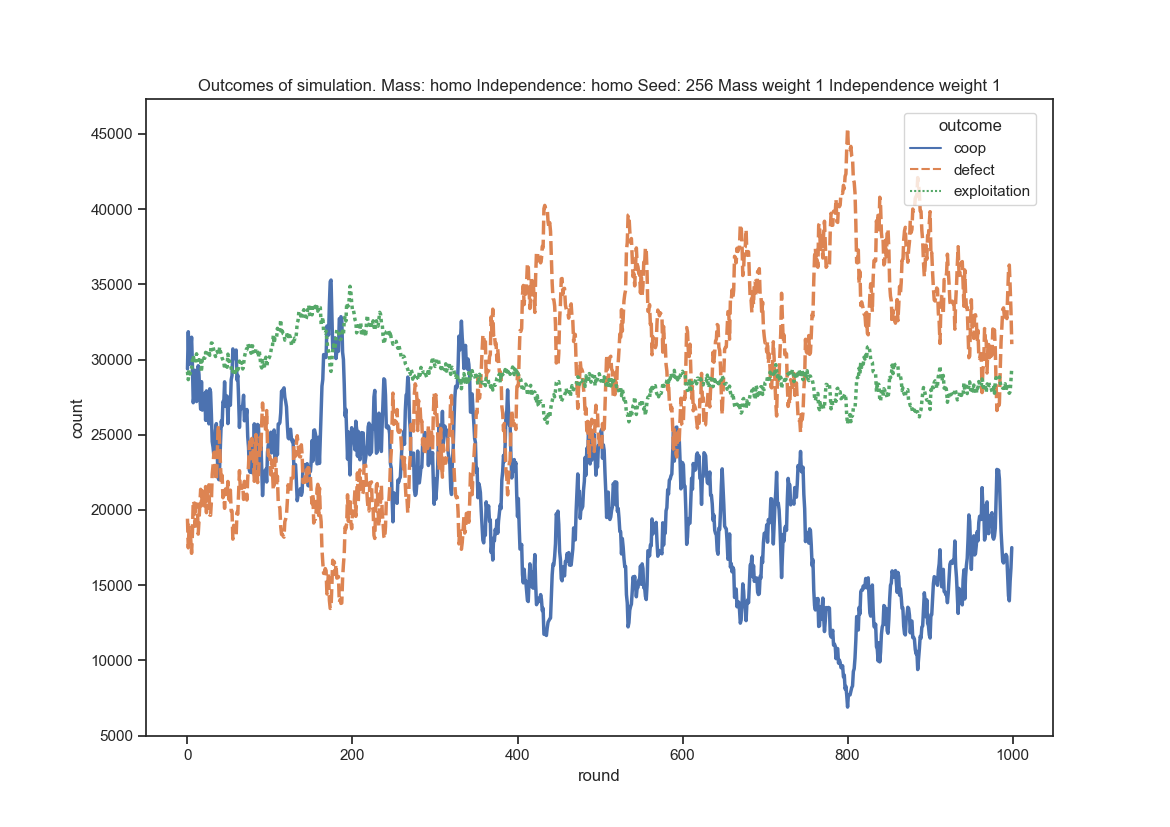 Outcomes of simulation. Mass: homo Independence: homo Seed: 256 Mass weight 1 Independence weight 1
outcome
coop
defect
exploitation
45000
40000
35000
30000
25000
20000
15000
10000
5000
count
0
200
400
600
800
1000
round